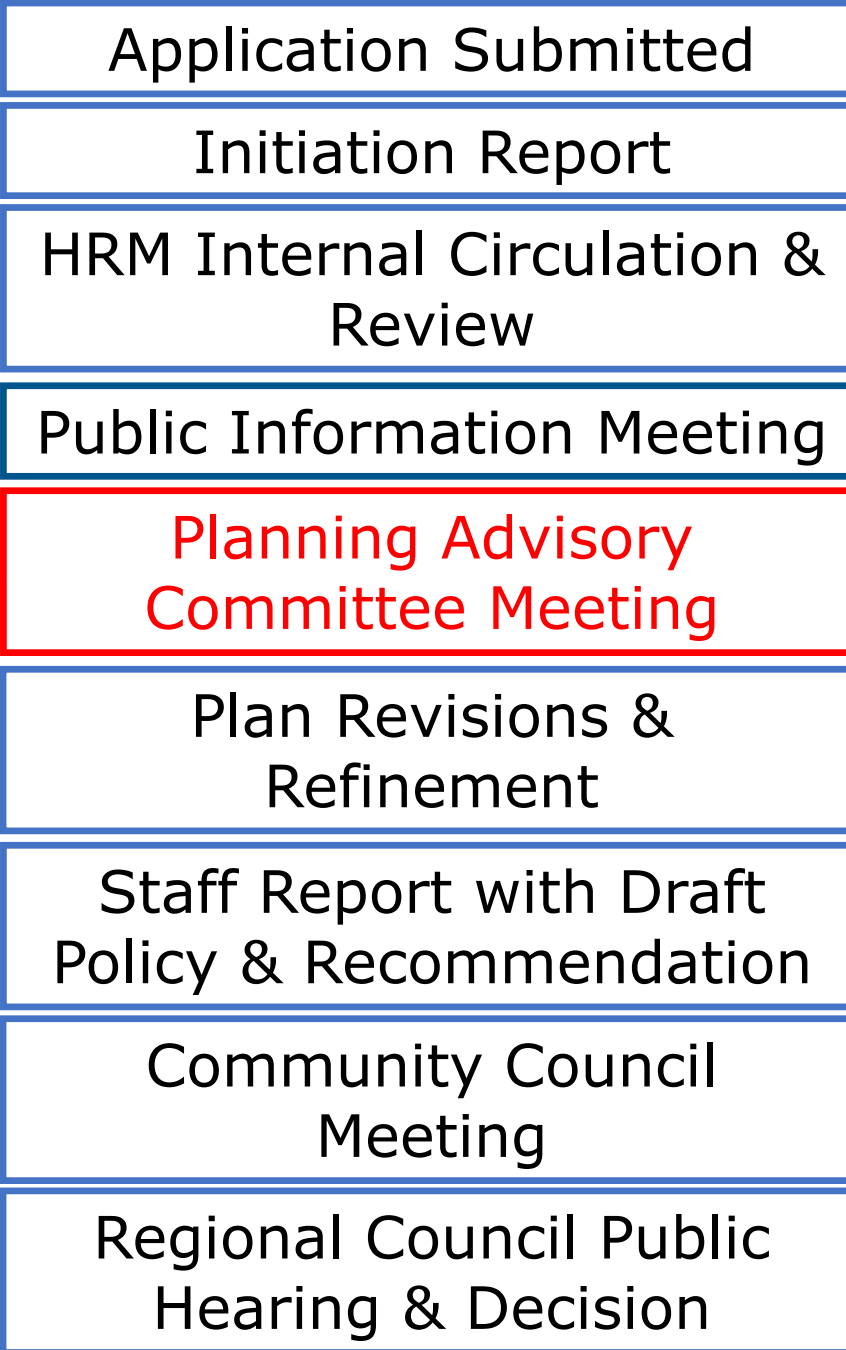 Application Submitted
Initiation Report
HRM Internal Circulation &
Review
Public Information Meeting
Planning Advisory
Committee Meeting
Plan Revisions &
Refinement
Staff Report with Draft
Policy & Recommendation
Community Council
Meeting
Regional Council Public
Hearing & Decision